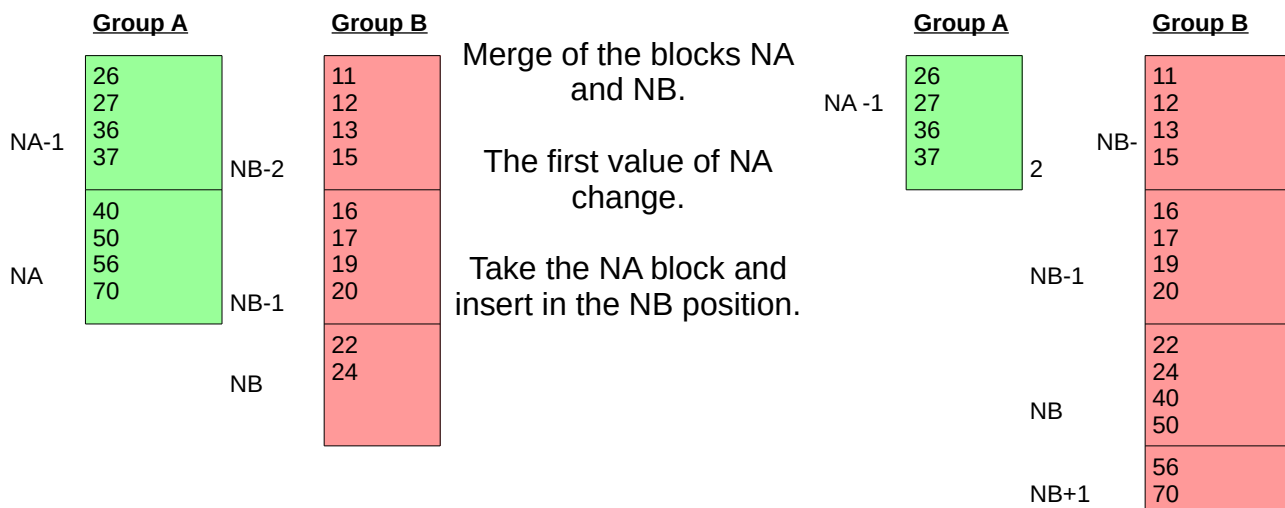 Group A
Group B
NA-1
26
27
36
37
NA
40
50
56
70
NB-2
11
12
13
15
NB-1
16
17
19
20
NB
22
24
Merge of the blocks NA
and NB.
The first value of NA
change.
Take the NA block and
insert in the NB position.
Group A
Group B
NA -1
26
27
36
37
NB-
2
11
12
13
15
NB-1
16
17
19
20
NB
22
24
40
50
NB+1
56
70